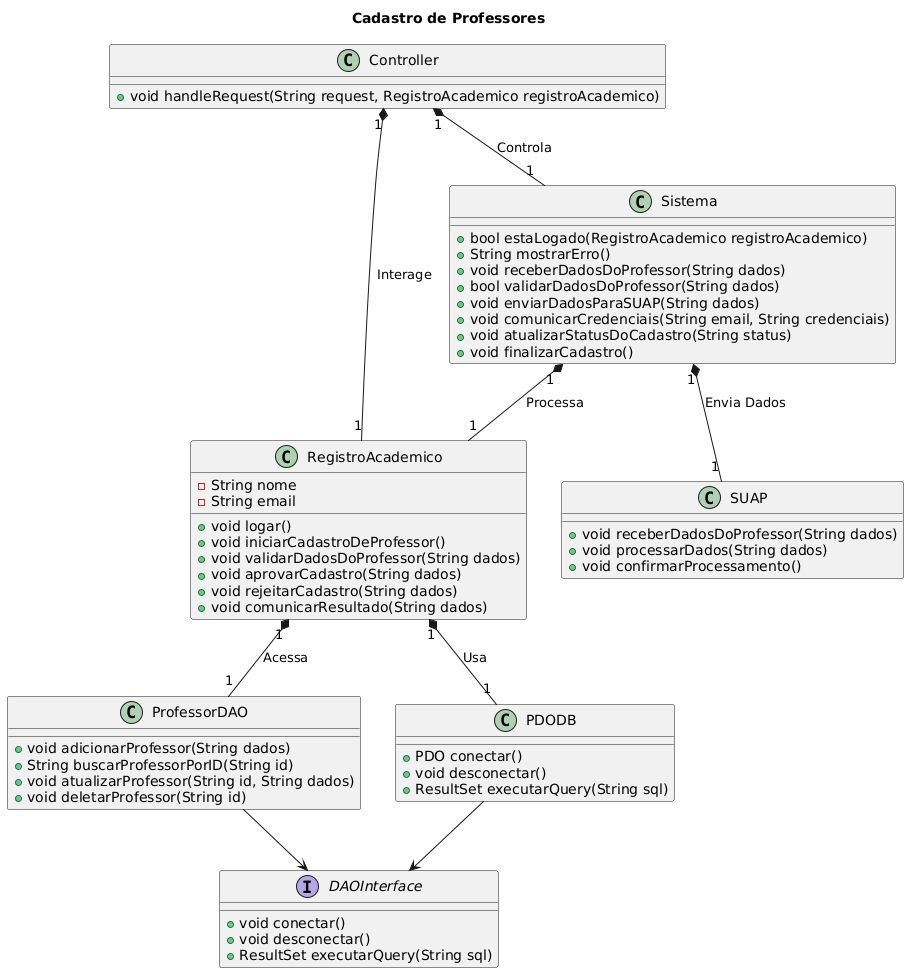 Cadastro de Professores
C Controller
void handleRequest(String request, RegistroAcademico registroAcademico)
1
1
Controla
1
C Sistema
bool estaLogado(RegistroAcademico registroAcademico)
String mostrarErro()
void receberDadosDoProfessor(String dados)
bool validarDadosDoProfessor(String dados)
void enviarDadosParaSUAP(String dados)
void comunicarCredenciais(String email, String credenciais)
void atualizarStatusDoCadastro(String status)
void finalizarCadastro()
Interage
1
1
Processa
Envia Dados
1
1
1
C RegistroAcademico
String nome
String email
void logar()
void iniciarCadastroDeProfessor()
void validarDadosDoProfessor(String dados)
void aprovarCadastro(String dados)
void rejeitarCadastro(String dados)
void comunicarResultado(String dados)
C SUAP
void receberDadosDoProfessor(String dados)
void processarDados(String dados)
void confirmarProcessamento()
1
1
Acessa
Usa
1
1
C ProfessorDAO
void adicionarProfessor(String dados)
String buscarProfessorPorID(String id)
void atualizarProfessor(String id, String dados)
void deletarProfessor(String id)
C PDODB
PDO conectar()
void desconectar()
ResultSet executarQuery(String sql)
I DAOInterface
void conectar()
void desconectar()
ResultSet executarQuery(String sql)